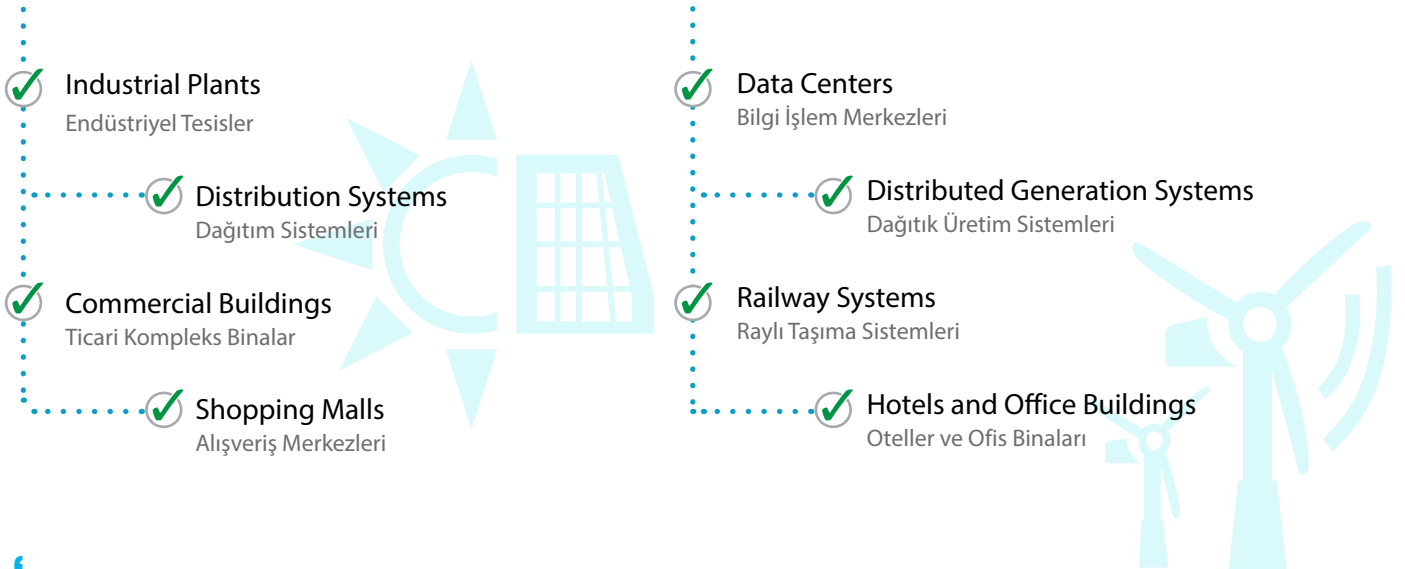 Industrial Plants
Endüstriyel Tesisler
Distribution Systems
Dağıtım Sistemleri
Commercial Buildings
Ticari Kompleks Binalar
Shopping Malls
Alışveriş Merkezleri
Data Centers
Bilgi İşlem Merkezleri
Distributed Generation Systems
Dağıtık Üretim Sistemleri
Railway Systems
Raylı Taşıma Sistemleri
Hotels and Office Buildings
Oteller ve Ofis Binaları